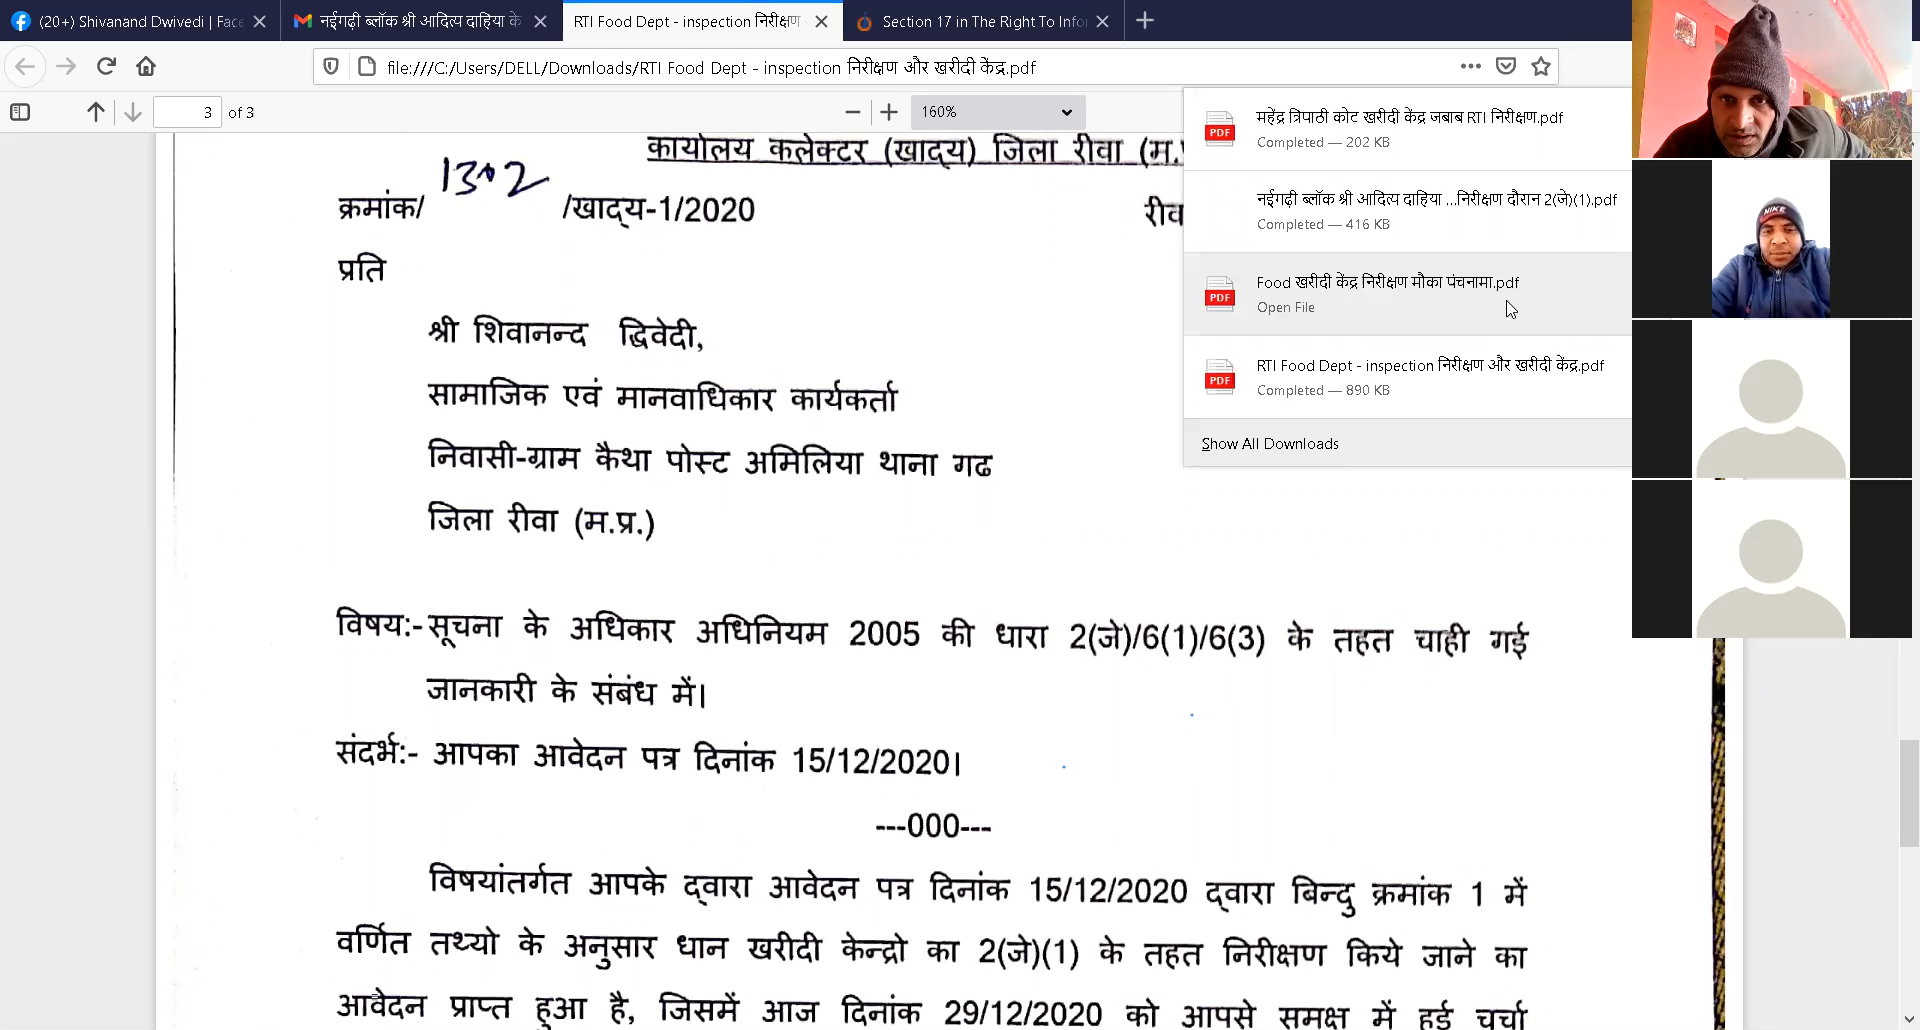 (20+) Shivanand Dwivedi | Face
नईगढ़ी ब्लॉक श्री आदित्य दाहिया के
RTI Food Dept - inspection निरीक्षण
Section 17 in The Right To Info
file:///C:/Users/DELL/Downloads/RTI Food Dept - inspection निरीक्षण और खरीदी केंद्र.pdf
3 of 3
160%
महेंद्र त्रिपाठी कोट खरीदी केंद्र जबाब RTI निरीक्षण.pdf
Completed — 202 KB
नईगढ़ी ब्लॉक श्री आदित्य दाहिया ...निरीक्षण दौरान 2(जे)(1).pdf
Completed — 416 KB
Food खरीदी केंद्र निरीक्षण मौका पंचनामा.pdf
Open File
RTI Food Dept - inspection निरीक्षण और खरीदी केंद्र.pdf
Completed — 890 KB
Show All Downloads
PDF
PDF
PDF
NIKE
कार्यालय कलेक्टर (खाद्य) जिला रीवा (म.
क्रमांक/ 1302 /खाद्य-1/2020 रीव
प्रति
श्री शिवानन्द द्विवेदी,
सामाजिक एवं मानवाधिकार कार्यकर्ता
निवासी-ग्राम कैथा पोस्ट अमिलिया थाना गढ
जिला रीवा (म.प्र.)
विषय:- सूचना के अधिकार अधिनियम 2005 की धारा 2(जे)/6(1)/6(3) के तहत चाही गई
जानकारी के संबंध में।
संदर्भ:- आपका आवेदन पत्र दिनांक 15/12/2020।
---000---
विषयांतर्गत आपके द्वारा आवेदन पत्र दिनांक 15/12/2020 द्वारा बिन्दु क्रमांक 1 में
वर्णित तथ्यो के अनुसार धान खरीदी केन्द्रो का 2(जे)(1) के तहत निरीक्षण किये जाने का
आवेदन प्राप्त हुआ है, जिसमें आज दिनांक 29/12/2020 को आपसे समक्ष में हुई चर्चा